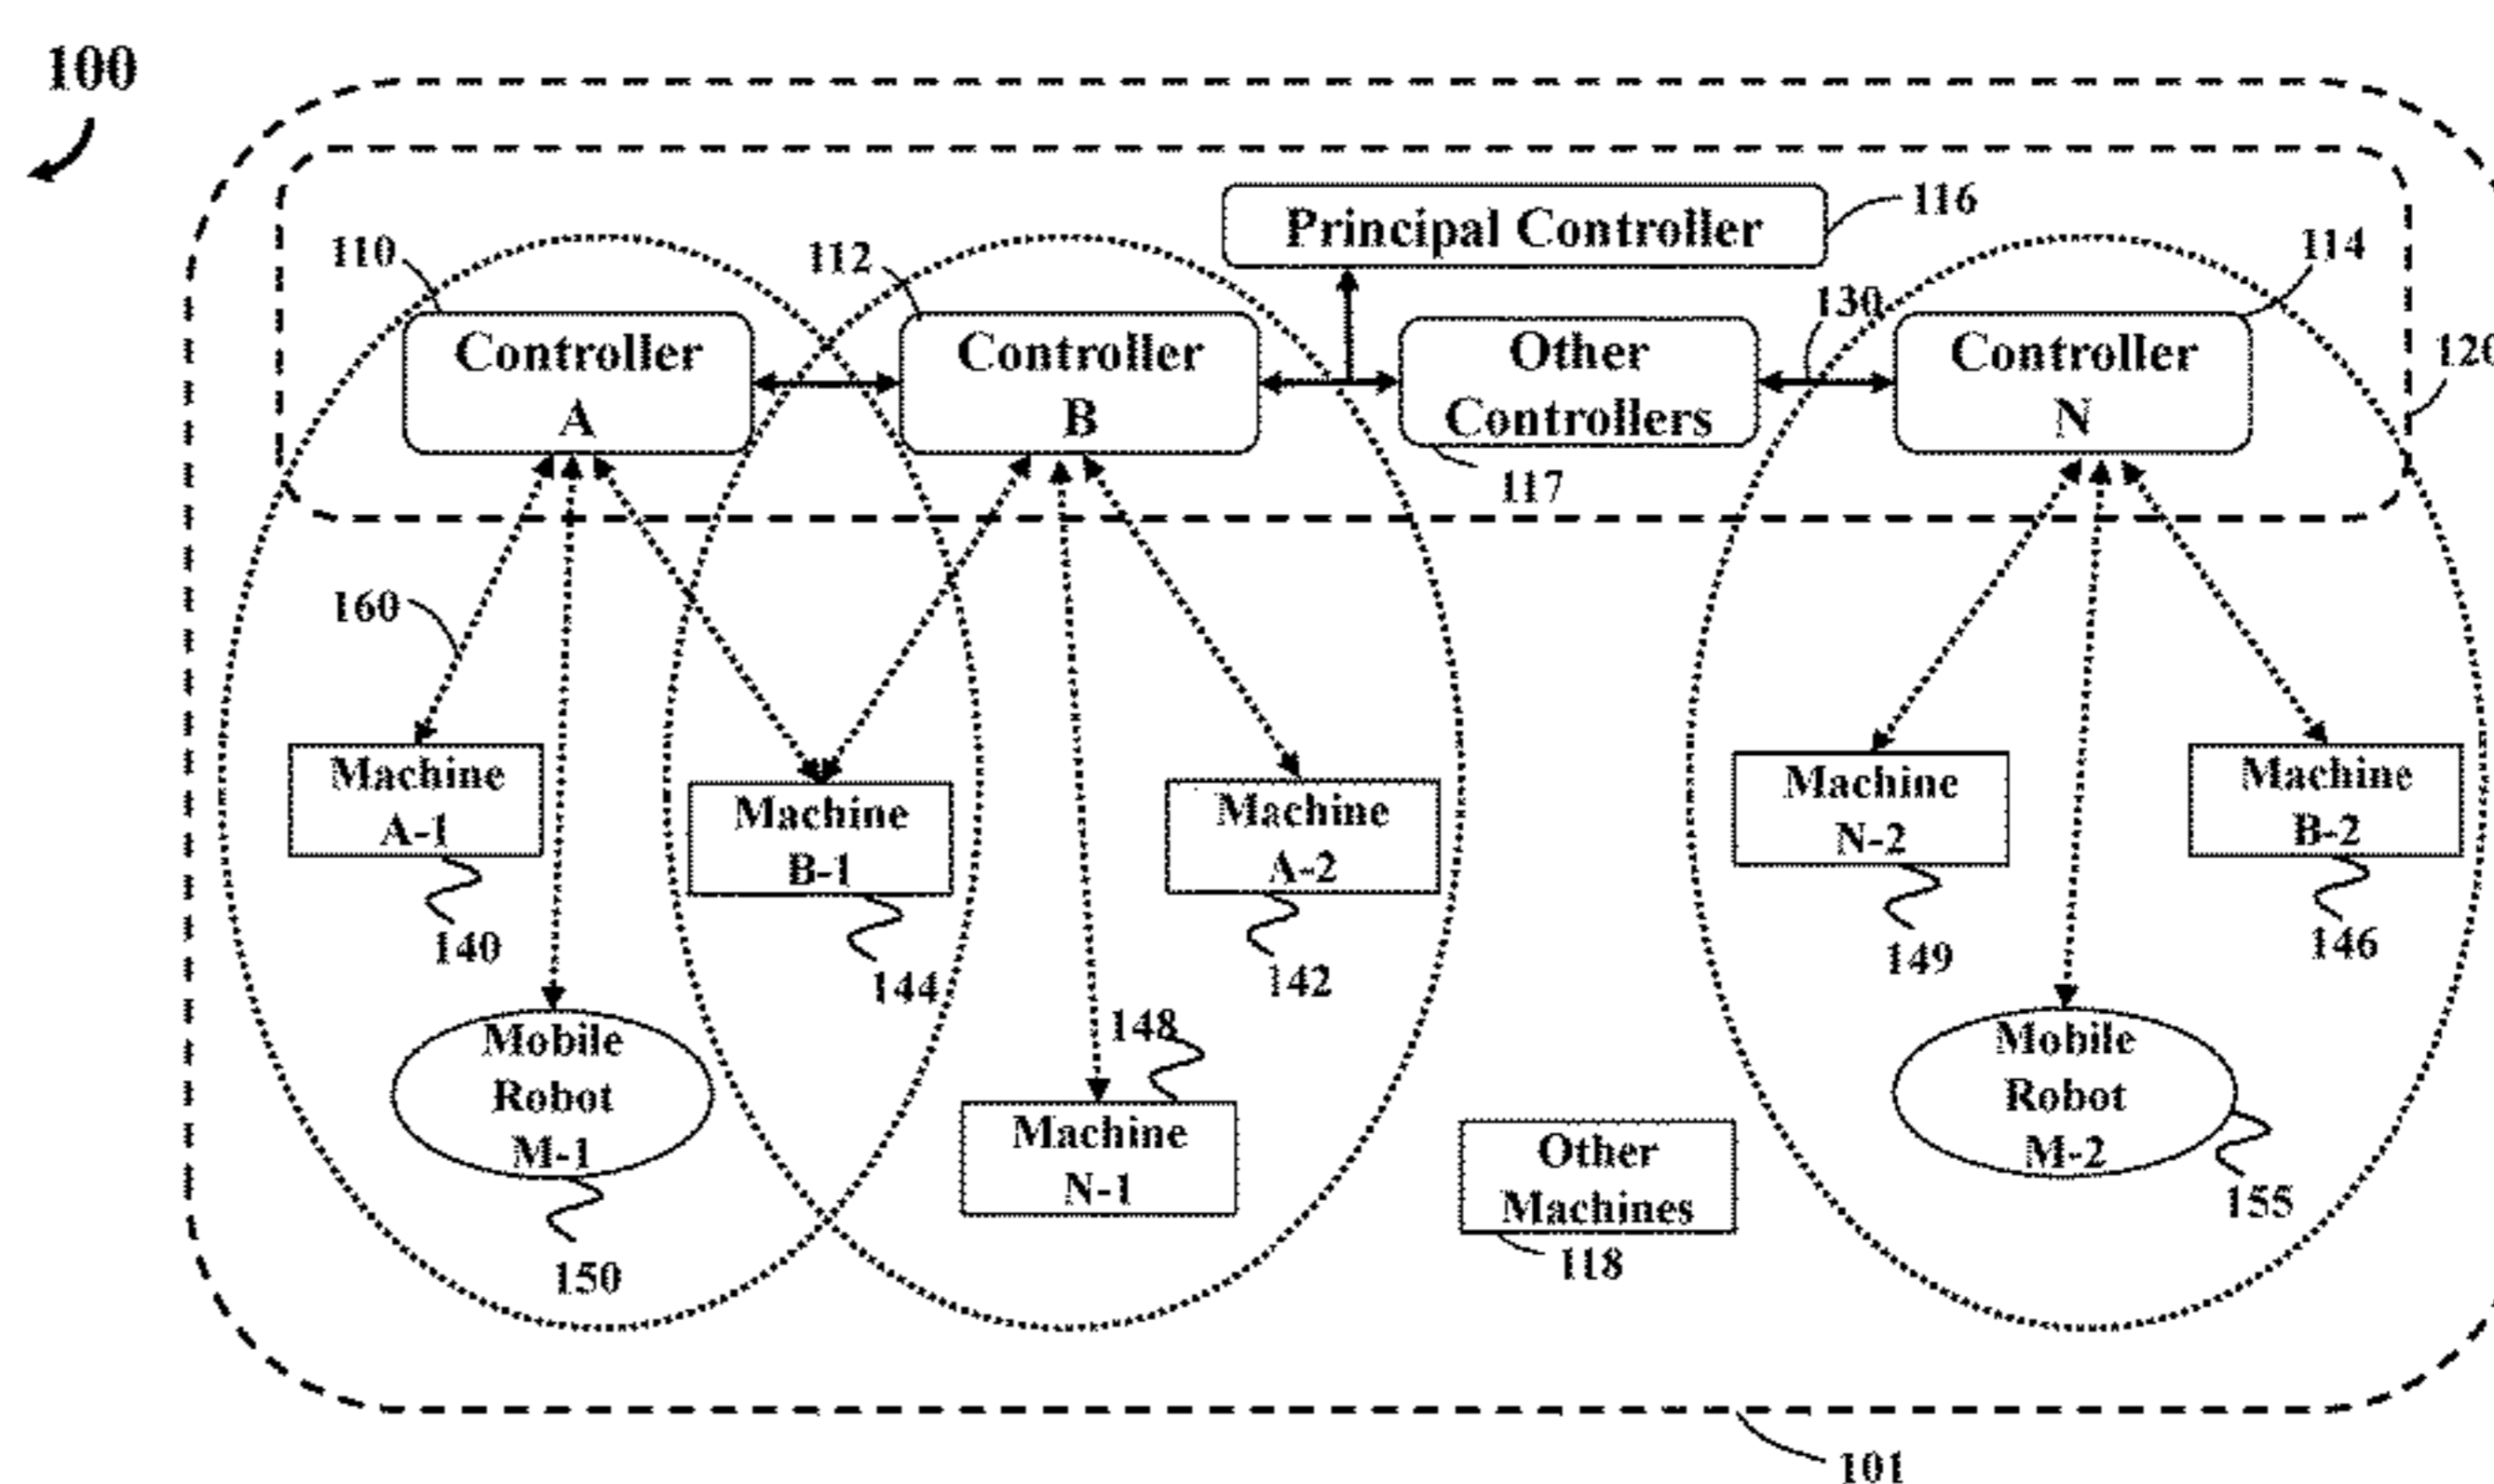 100
Principal Controller
116
110
112
114
Controller
A
Controller
B
Other
Controllers
130
Controller
N
120
117
160
Machine
A-1
Machine
B-1
Machine
A-2
Machine
N-2
Machine
B-2
140
144
142
149
146
Mobile
Robot
M-1
148
Machine
N-1
Other
Machines
Mobile
Robot
M-2
150
118
155
101